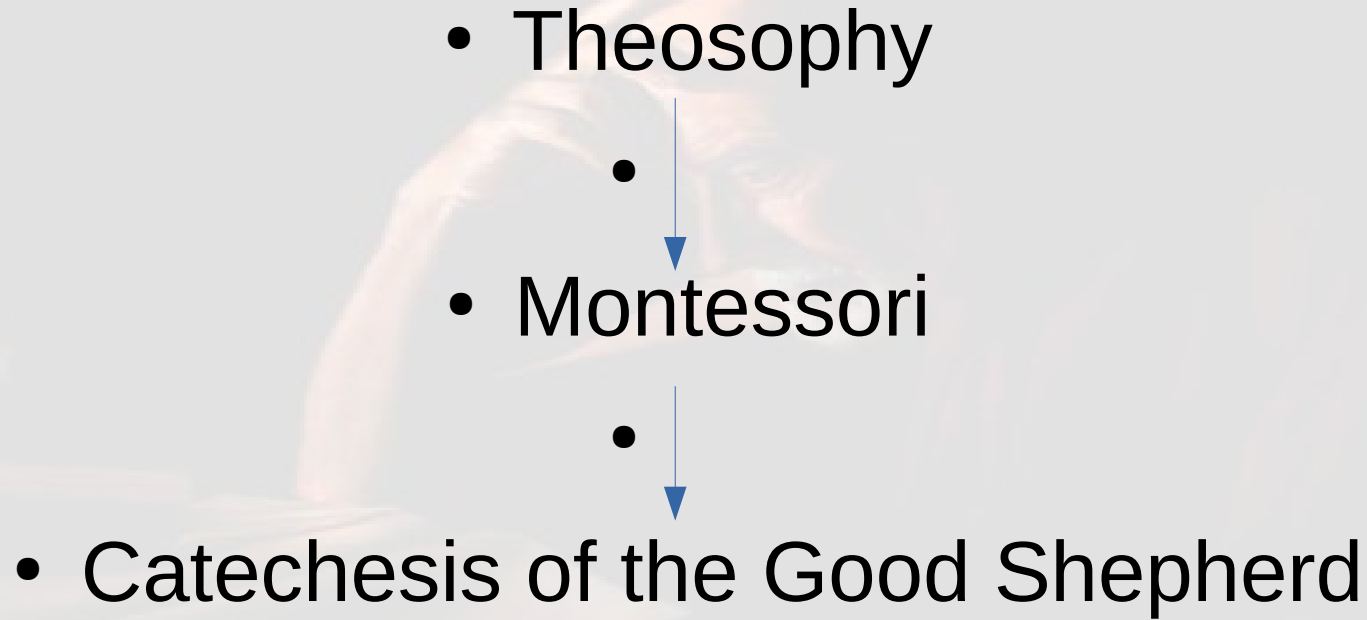 • Theosophy
•
• Montessori
•
• Catechesis of the Good Shepherd